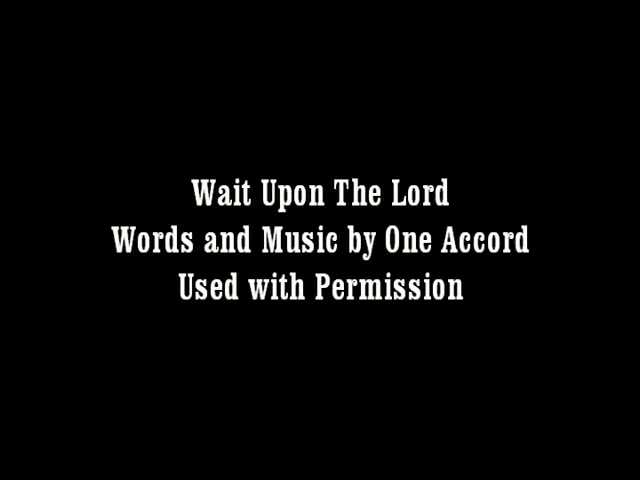 Wait Upon The Lord
Words and Music by One Accord
Used with Permission